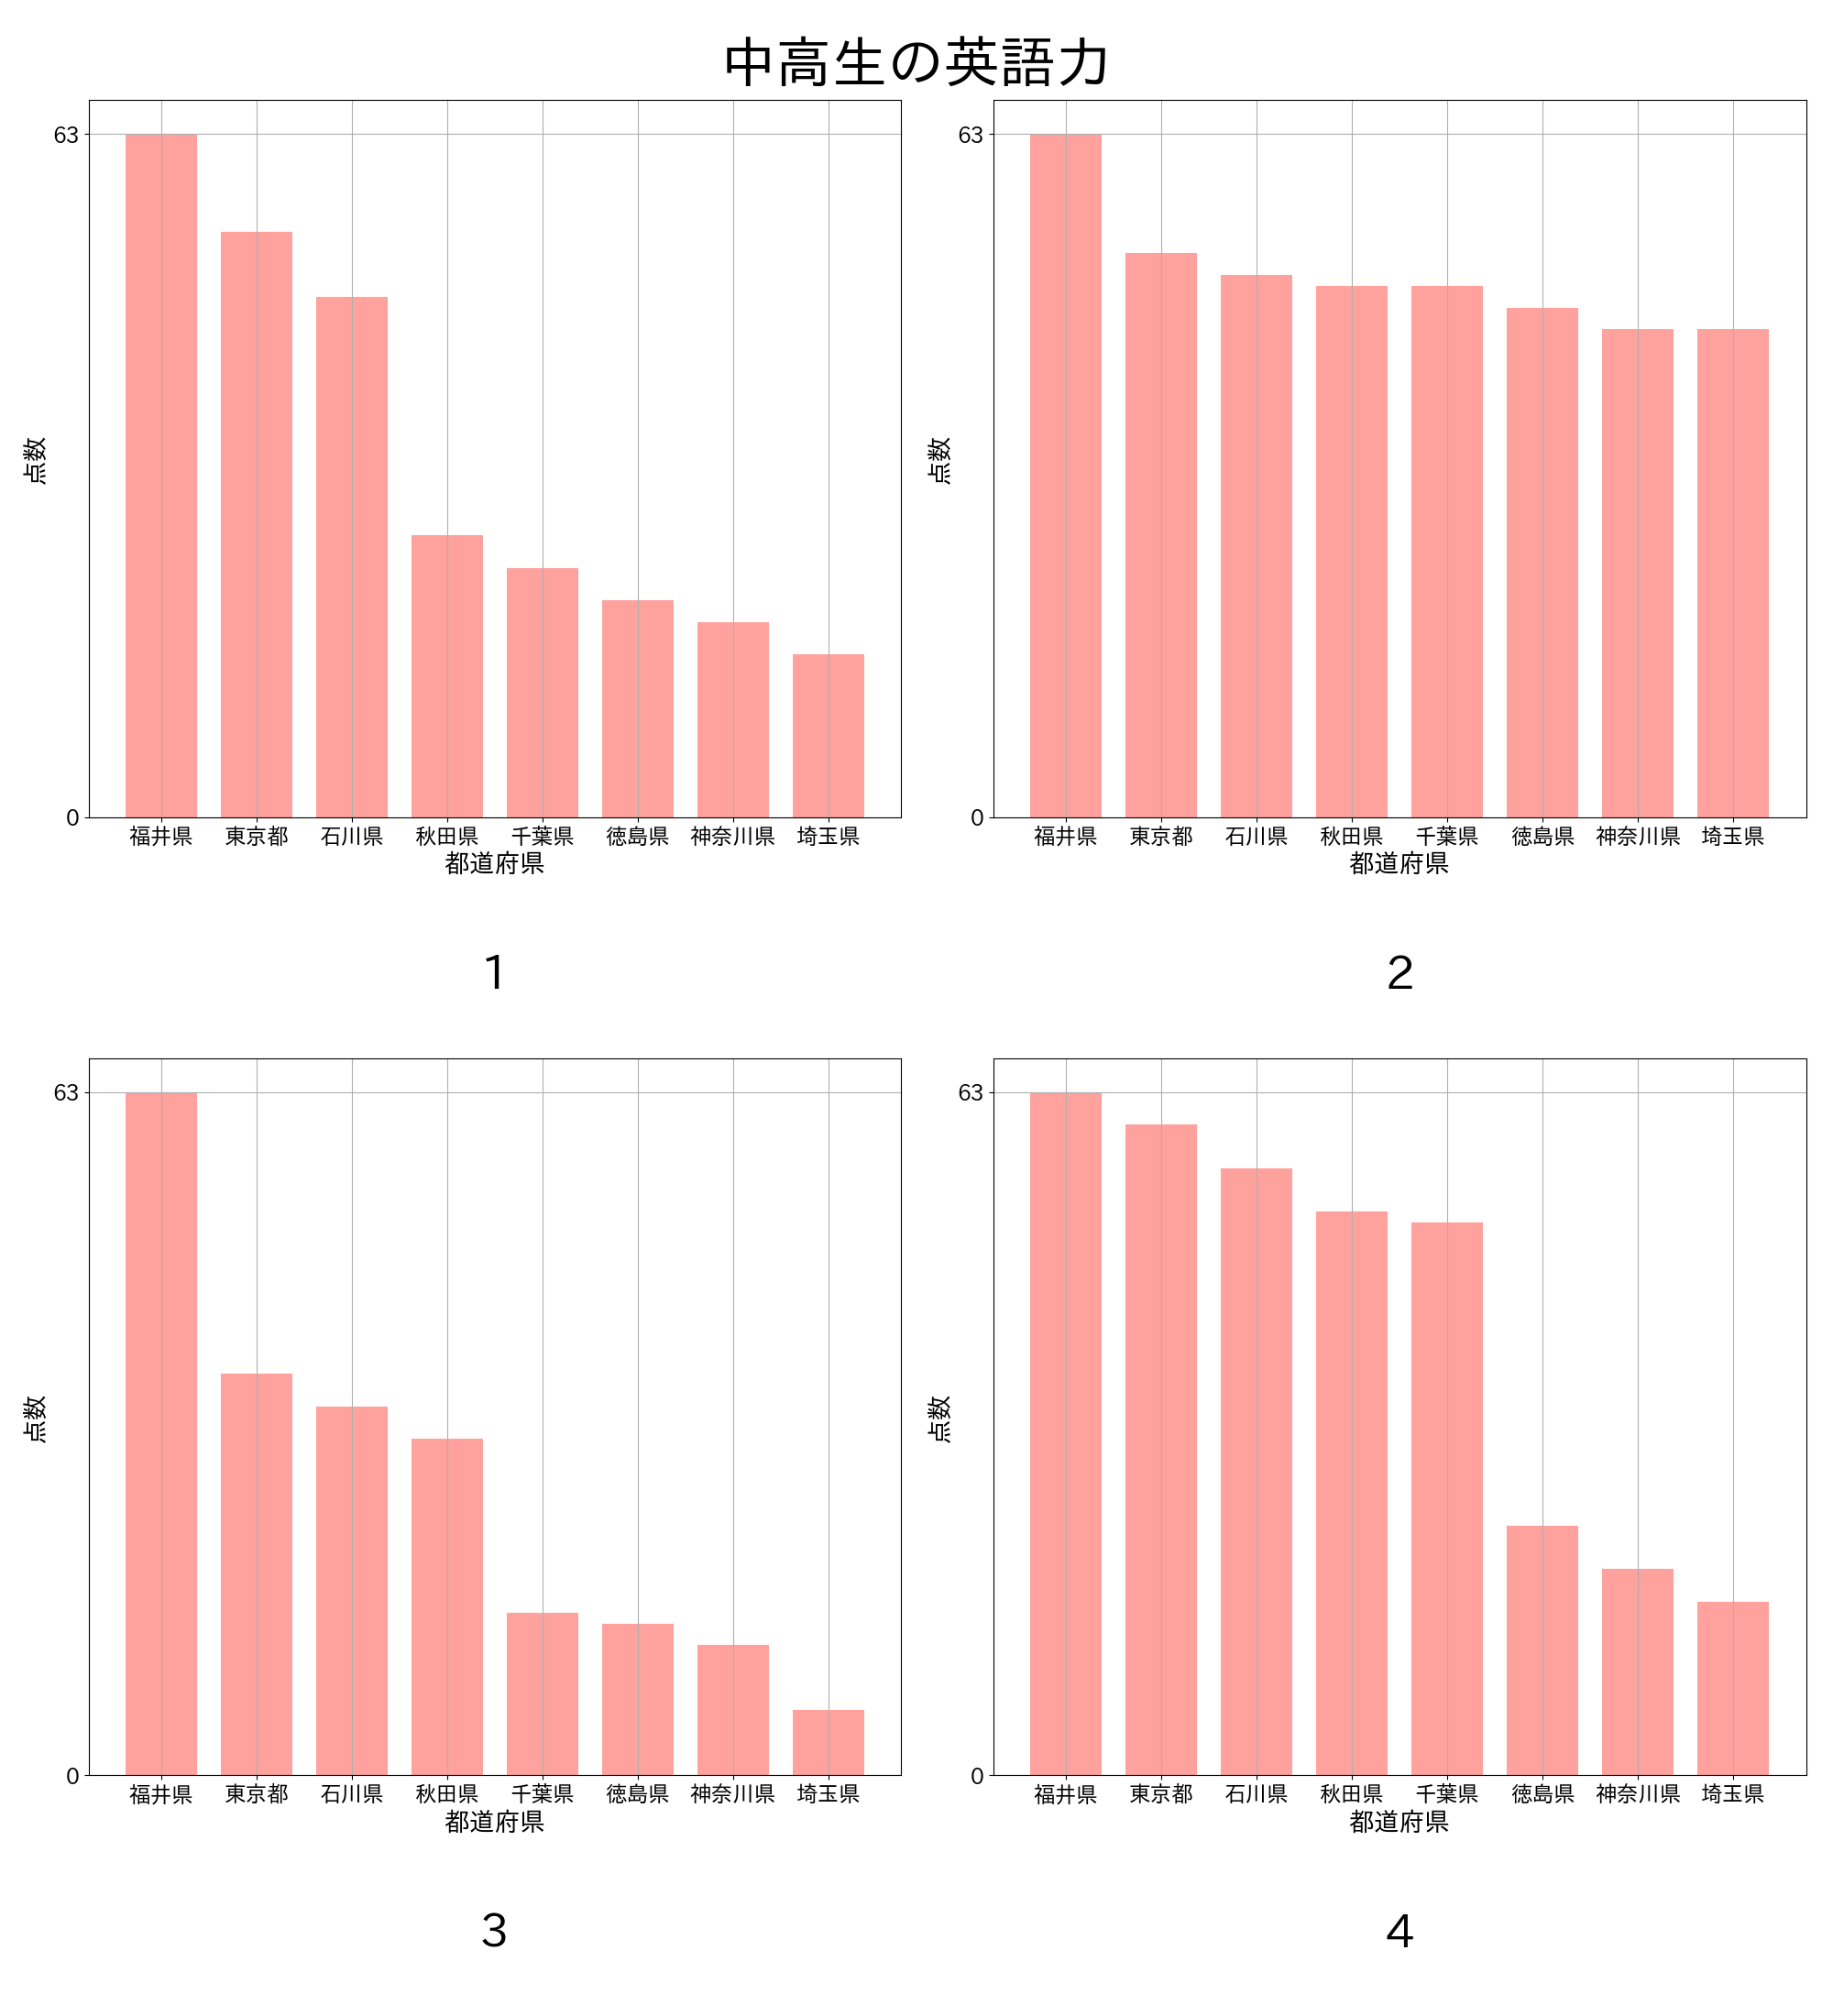 中高生の英語力
63
点数
0
福井県 東京都 石川県 秋田県 千葉県 徳島県 神奈川県 埼玉県
都道府県
1
63
点数
0
福井県 東京都 石川県 秋田県 千葉県 徳島県 神奈川県 埼玉県
都道府県
2
63
点数
0
福井県 東京都 石川県 秋田県 千葉県 徳島県 神奈川県 埼玉県
都道府県
3
63
点数
0
福井県 東京都 石川県 秋田県 千葉県 徳島県 神奈川県 埼玉県
都道府県
4